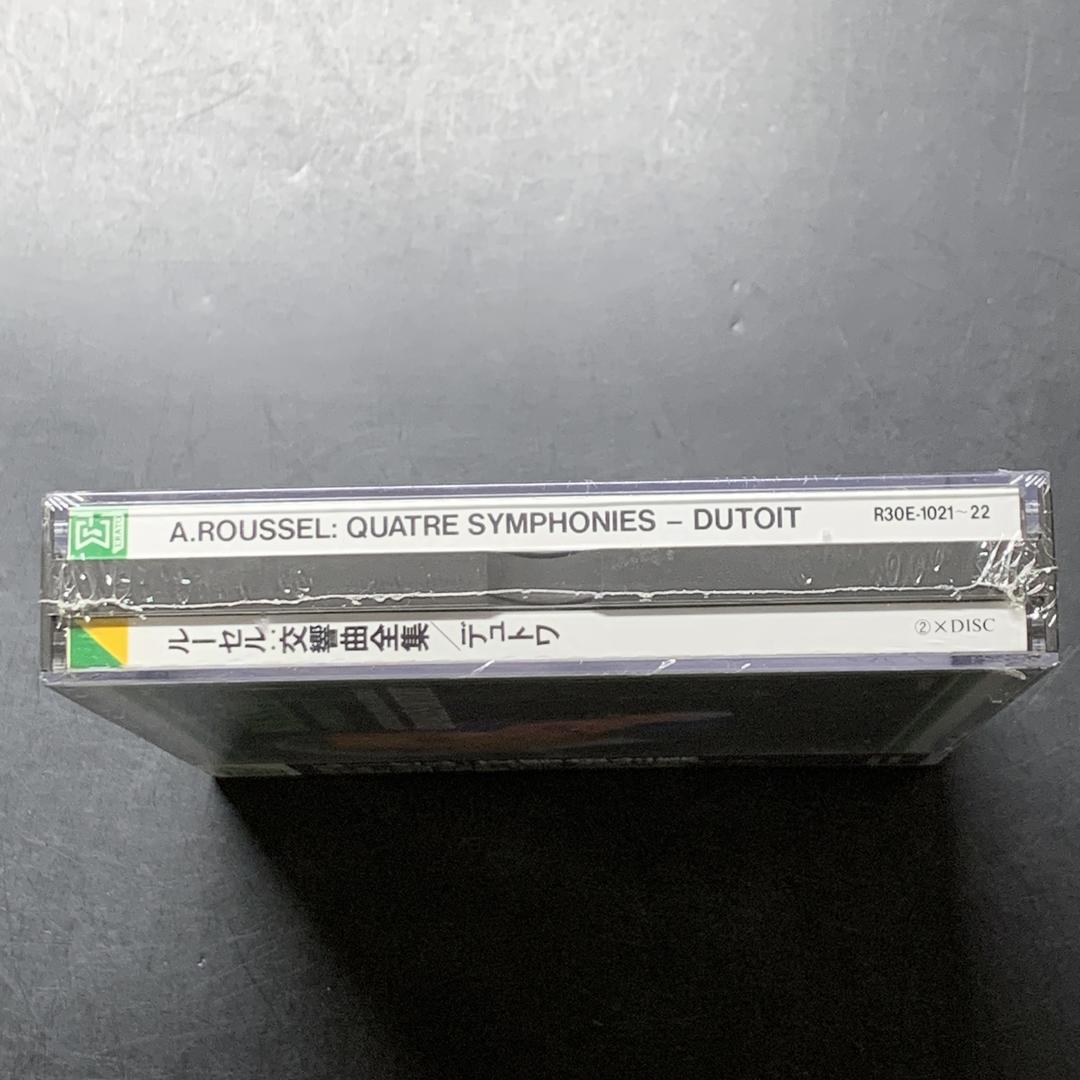 ERATO
A.ROUSSEL: QUATRE SYMPHONIES – DUTOIT R30E-1021~22
ルーセル:交響曲全集/デュトワ ②×DISC